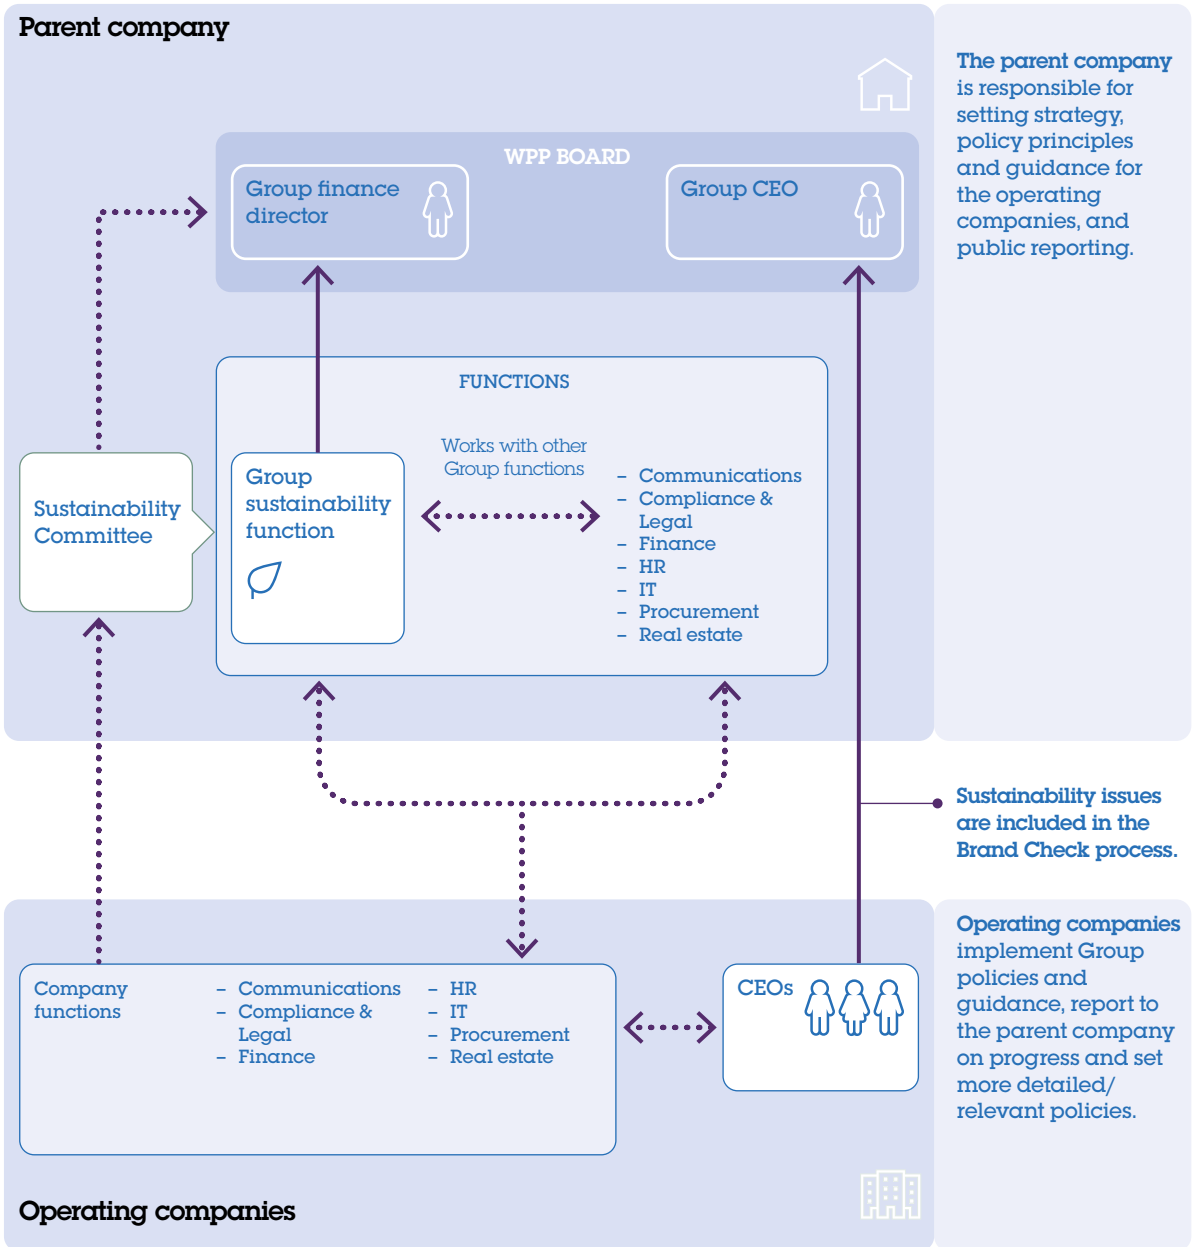 Parent company
The parent company
is responsible for
setting strategy,
policy principles
and guidance for
the operating
companies, and
public reporting.
WPP BOARD
Group finance
director
Group CEO
FUNCTIONS
Sustainability
Committee
Group
sustainability
function
Works with other
Group functions
– Communications
– Compliance &
Legal
– Finance
– HR
– IT
– Procurement
– Real estate
Sustainability issues
are included in the
Brand Check process.
Company
functions
– Communications
– Compliance &
Legal
– Finance
– HR
– IT
– Procurement
– Real estate
CEOs
Operating companies
implement Group
policies and
guidance, report to
the parent company
on progress and set
more detailed/
relevant policies.
Operating companies